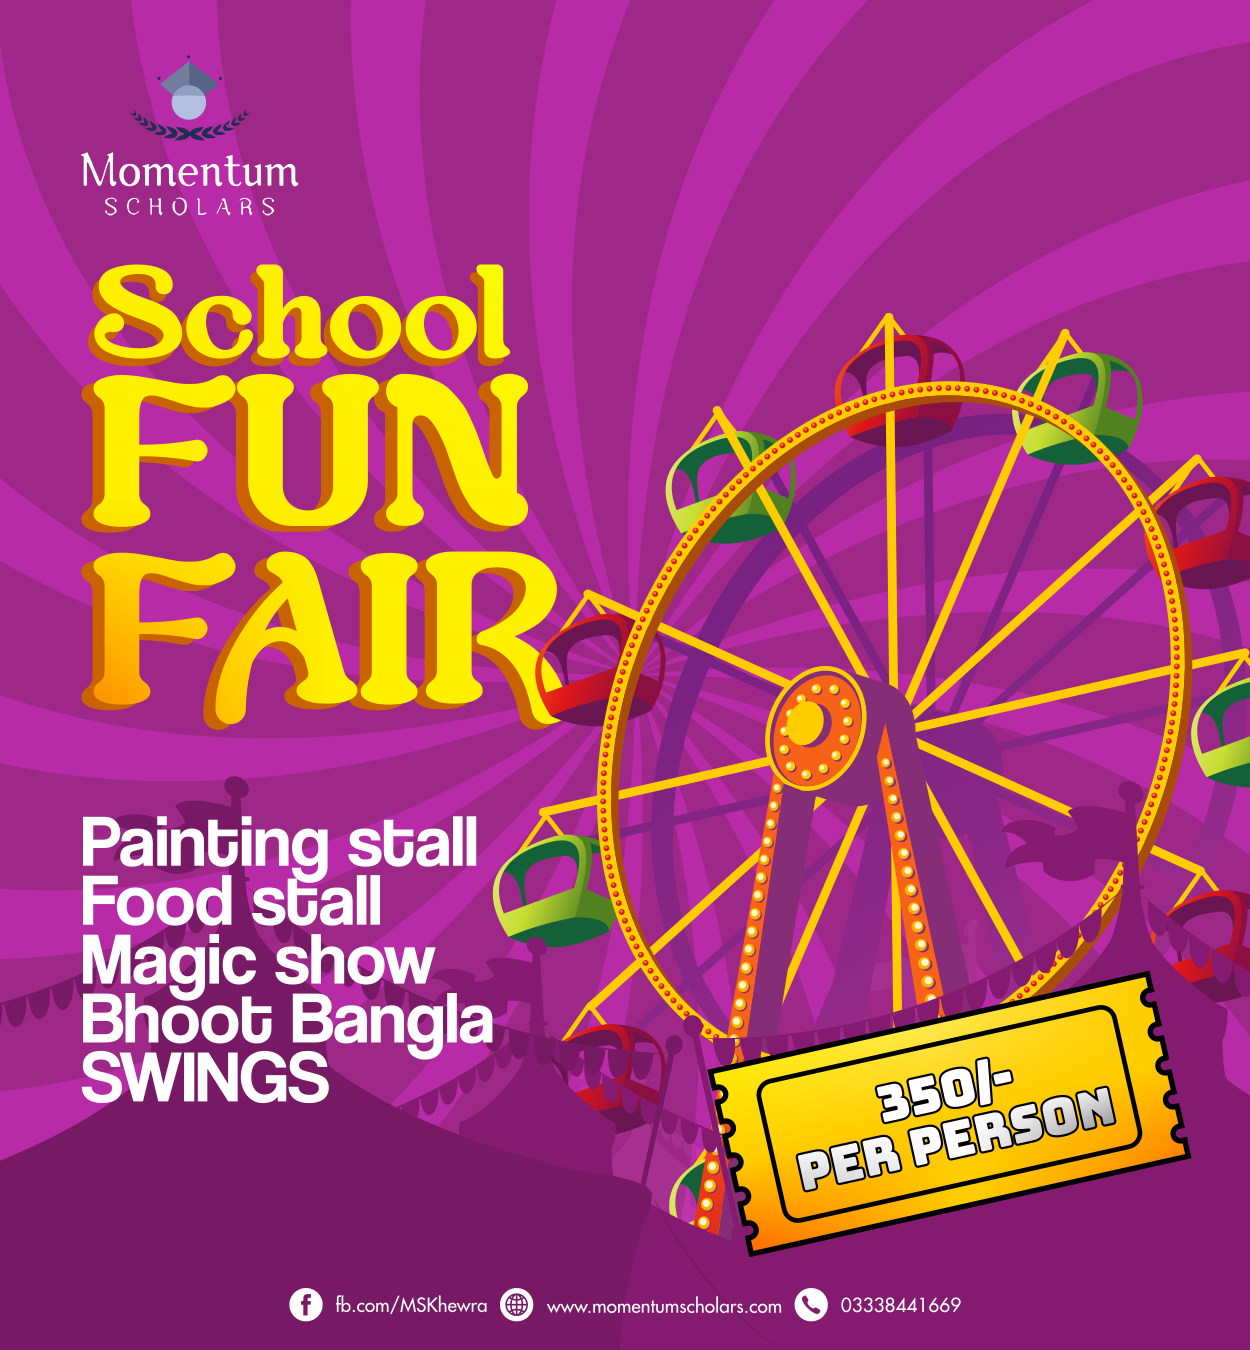 Momentum
SCHOLARS
School
FUN
FAIR
Painting stall
Food stall
Magic show
Bhoot Bangla
SWINGS
350/-
PER PERSON
fb.com/MSKhewra
www.momentumscholars.com
03338441669